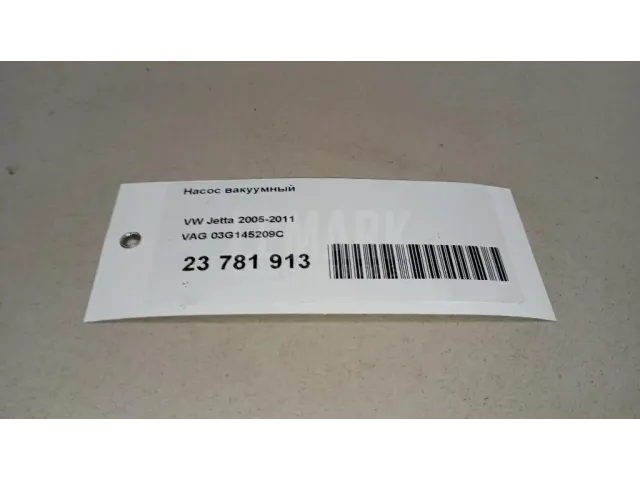 Насос вакуумный
VW Jetta 2005-2011
VAG 03G145209C
23 781 913